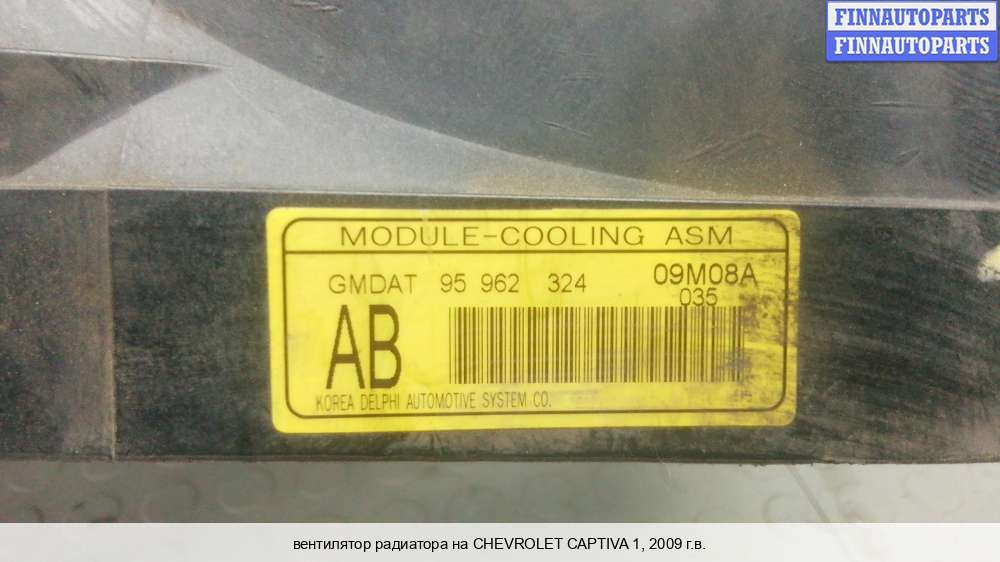 FINNAUTOPARTS
FINNAUTOPARTS
MODULE-COOLING ASM
GMDAT 95 962 324 09M08A
035
AB
KOREA DELPHI AUTOMOTIVE SYSTEM CO.
вентилятор радиатора на CHEVROLET CAPTIVA 1, 2009 г.в.